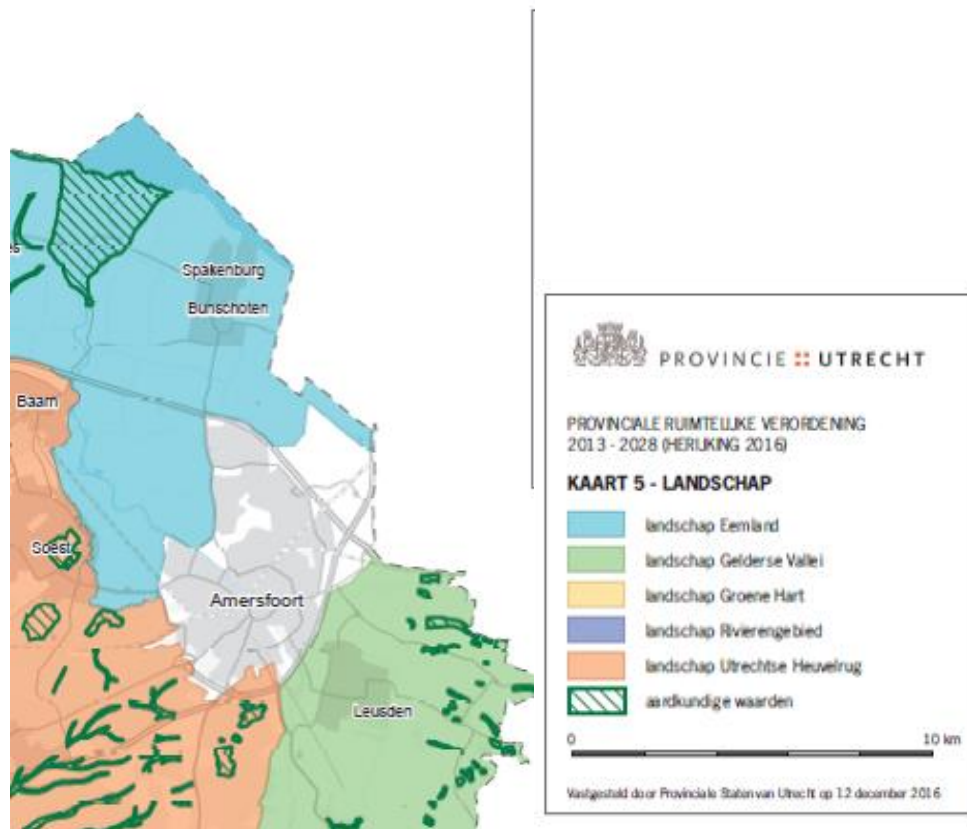 es
Spakenburg
Bunschoten
Baarn
Soest
Amersfoort
Leusden
PROVINCIE UTRECHT
PROVINCIALE RUIMTELIJKE VERORDENING
2013 - 2028 (HERIJKING 2016)
KAART 5 - LANDSCHAP
landschap Eemland
landschap Gelderse Vallei
landschap Groene Hart
landschap Rivierengebied
landschap Utrechtse Heuvelrug
aardkundige waarden
0 10 km
Vastgesteld door Provinciale Staten van Utrecht op 12 december 2016